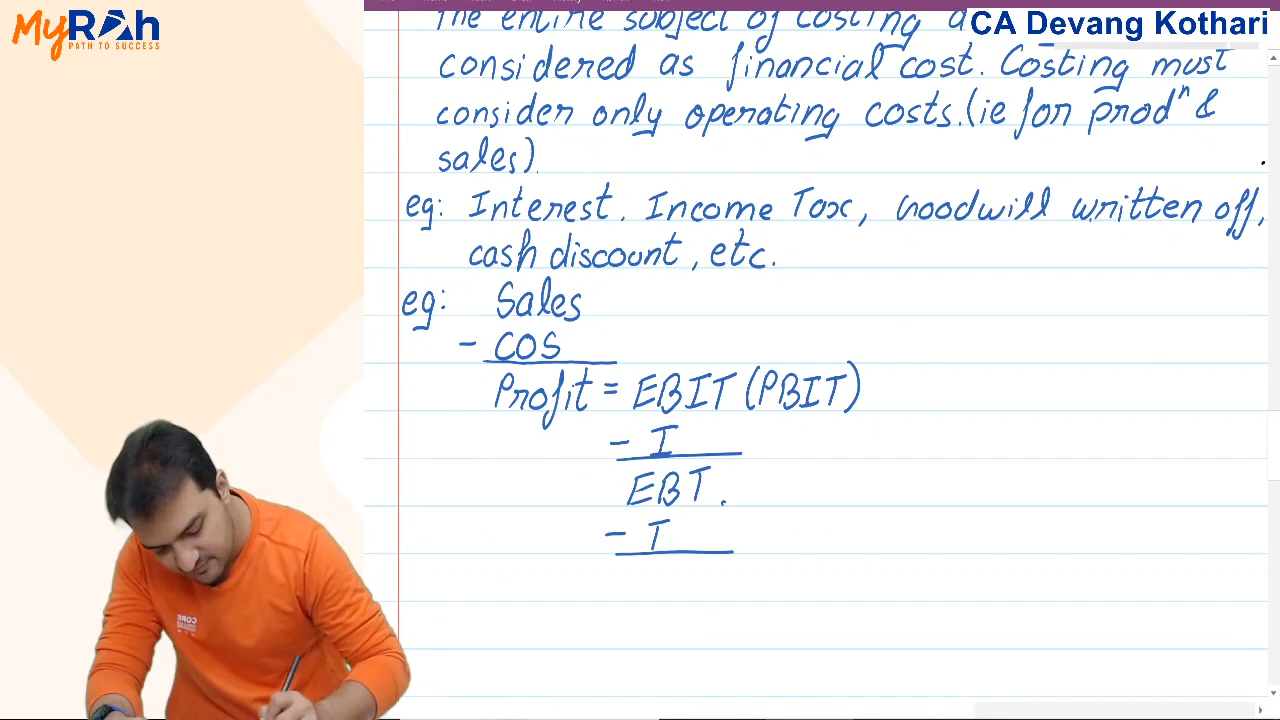 MyRAh
PATH TO SUCCESS
CA Devang Kothari
The entire subject of costing
considered as financial cost. Costing must
consider only operating costs.(ie for prodⁿ &
sales).
eg: Interest. Income Tax, Goodwill written off,
cash discount, etc.
eg: Sales
- COS
Profit = EBIT (PBIT)
- I
EBT.
- T
CORE